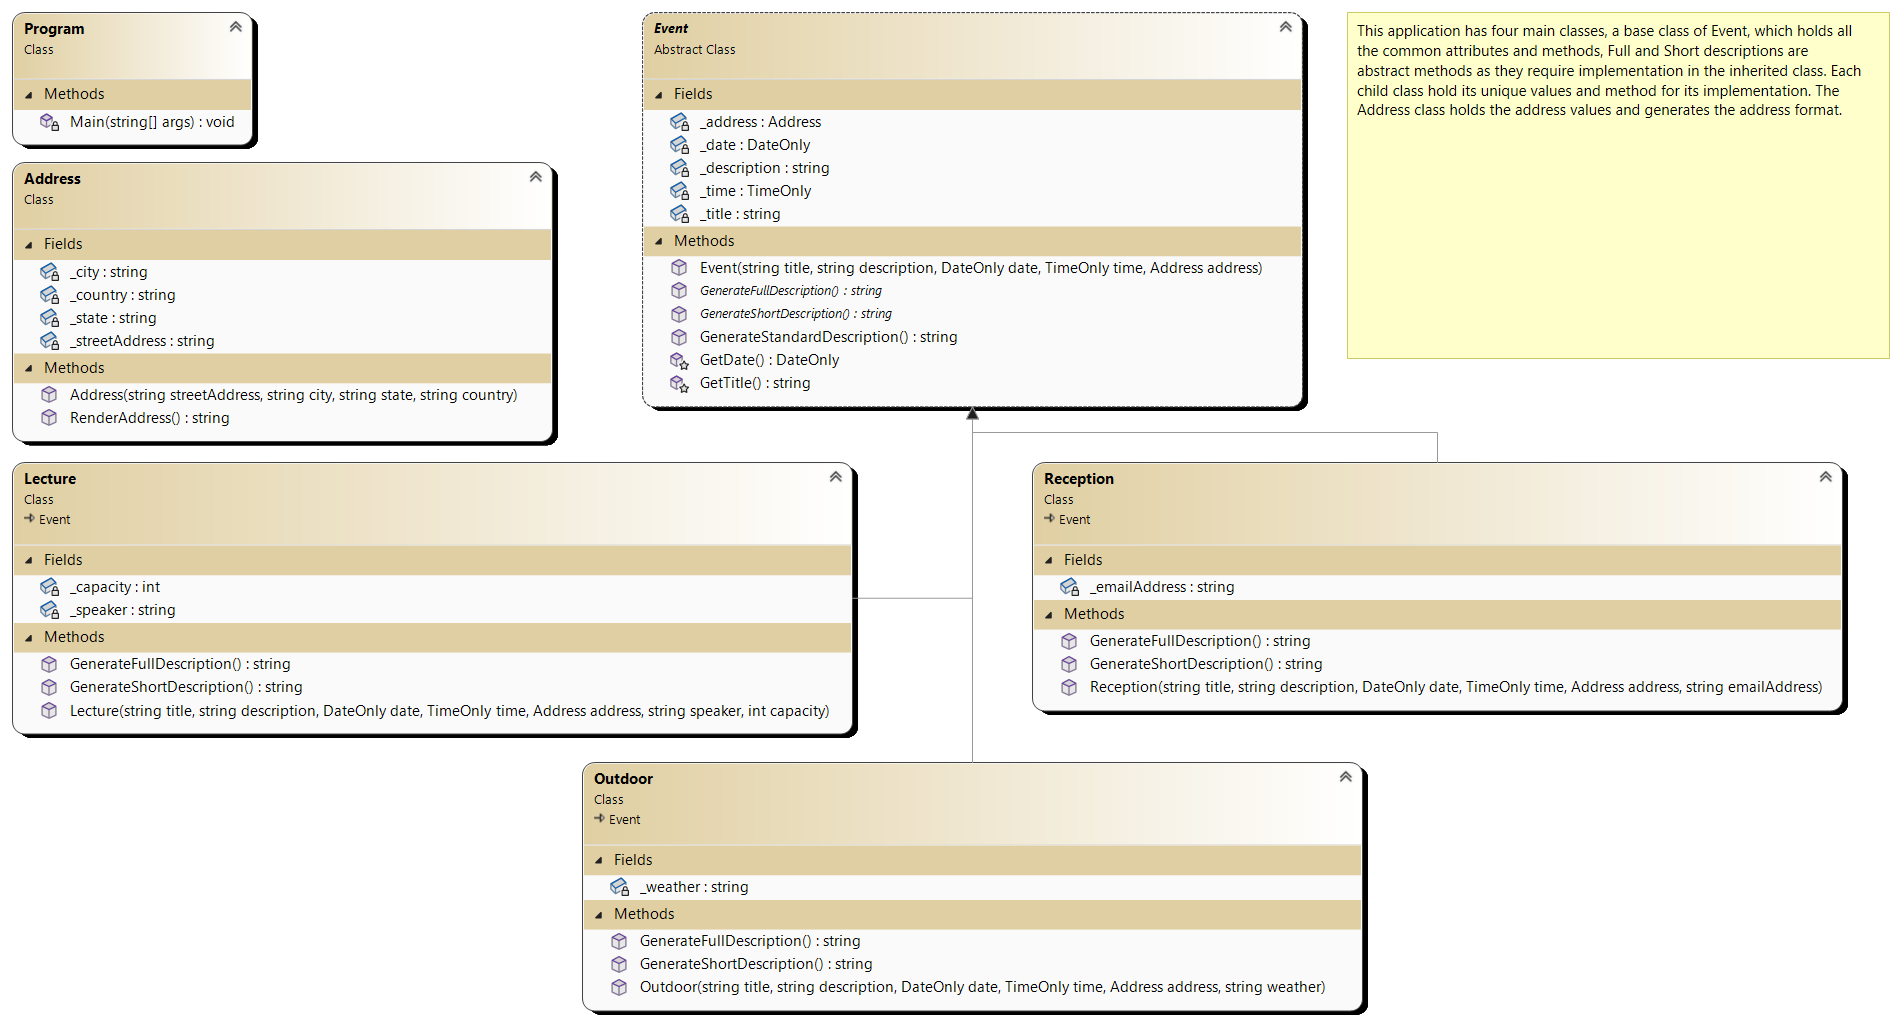 Program
Class
Methods
Main(string[] args) : void
Address
Class
Fields
_city : string
_country : string
_state : string
_streetAddress : string
Methods
Address(string streetAddress, string city, string state, string country)
RenderAddress() : string
Event
Abstract Class
Fields
_address : Address
_date : DateOnly
_description : string
_time : TimeOnly
_title : string
Methods
Event(string title, string description, DateOnly date, TimeOnly time, Address address)
GenerateFullDescription() : string
GenerateShortDescription() : string
GenerateStandardDescription() : string
GetDate() : DateOnly
GetTitle() : string
This application has four main classes, a base class of Event, which holds all
the common attributes and methods, Full and Short descriptions are
abstract methods as they require implementation in the inherited class. Each
child class hold its unique values and method for its implementation. The
Address class holds the address values and generates the address format.
Lecture
Class
Event
Fields
_capacity : int
_speaker : string
Methods
GenerateFullDescription() : string
GenerateShortDescription() : string
Lecture(string title, string description, DateOnly date, TimeOnly time, Address address, string speaker, int capacity)
Reception
Class
Event
Fields
_emailAddress : string
Methods
GenerateFullDescription() : string
GenerateShortDescription() : string
Reception(string title, string description, DateOnly date, TimeOnly time, Address address, string emailAddress)
Outdoor
Class
Event
Fields
_weather : string
Methods
GenerateFullDescription() : string
GenerateShortDescription() : string
Outdoor(string title, string description, DateOnly date, TimeOnly time, Address address, string weather)